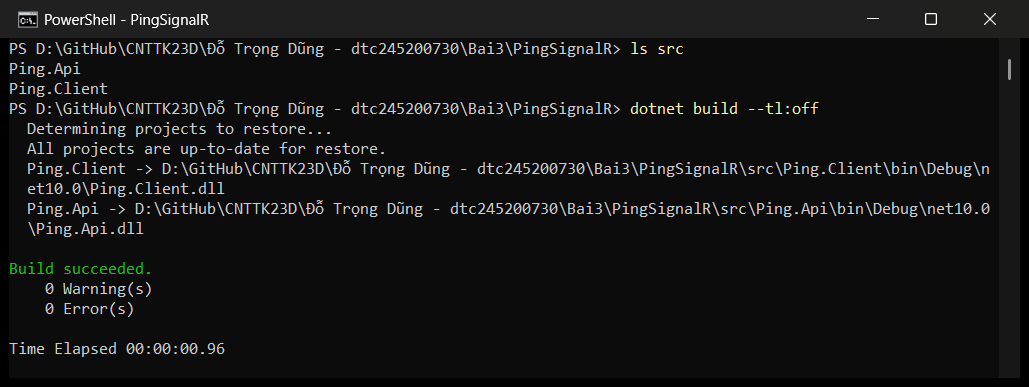 PowerShell - PingSignalR
PS D:\GitHub\CNTTK23D\Đỗ Trọng Dũng - dtc245200730\Bai3\PingSignalR> ls src
Ping.Api
Ping.Client
PS D:\GitHub\CNTTK23D\Đỗ Trọng Dũng - dtc245200730\Bai3\PingSignalR> dotnet build --tl:off
  Determining projects to restore...
  All projects are up-to-date for restore.
  Ping.Client -> D:\GitHub\CNTTK23D\Đỗ Trọng Dũng - dtc245200730\Bai3\PingSignalR\src\Ping.Client\bin\Debug\n
  et10.0\Ping.Client.dll
  Ping.Api -> D:\GitHub\CNTTK23D\Đỗ Trọng Dũng - dtc245200730\Bai3\PingSignalR\src\Ping.Api\bin\Debug\net10.0
  \Ping.Api.dll
Build succeeded.
    0 Warning(s)
    0 Error(s)
Time Elapsed 00:00:00.96